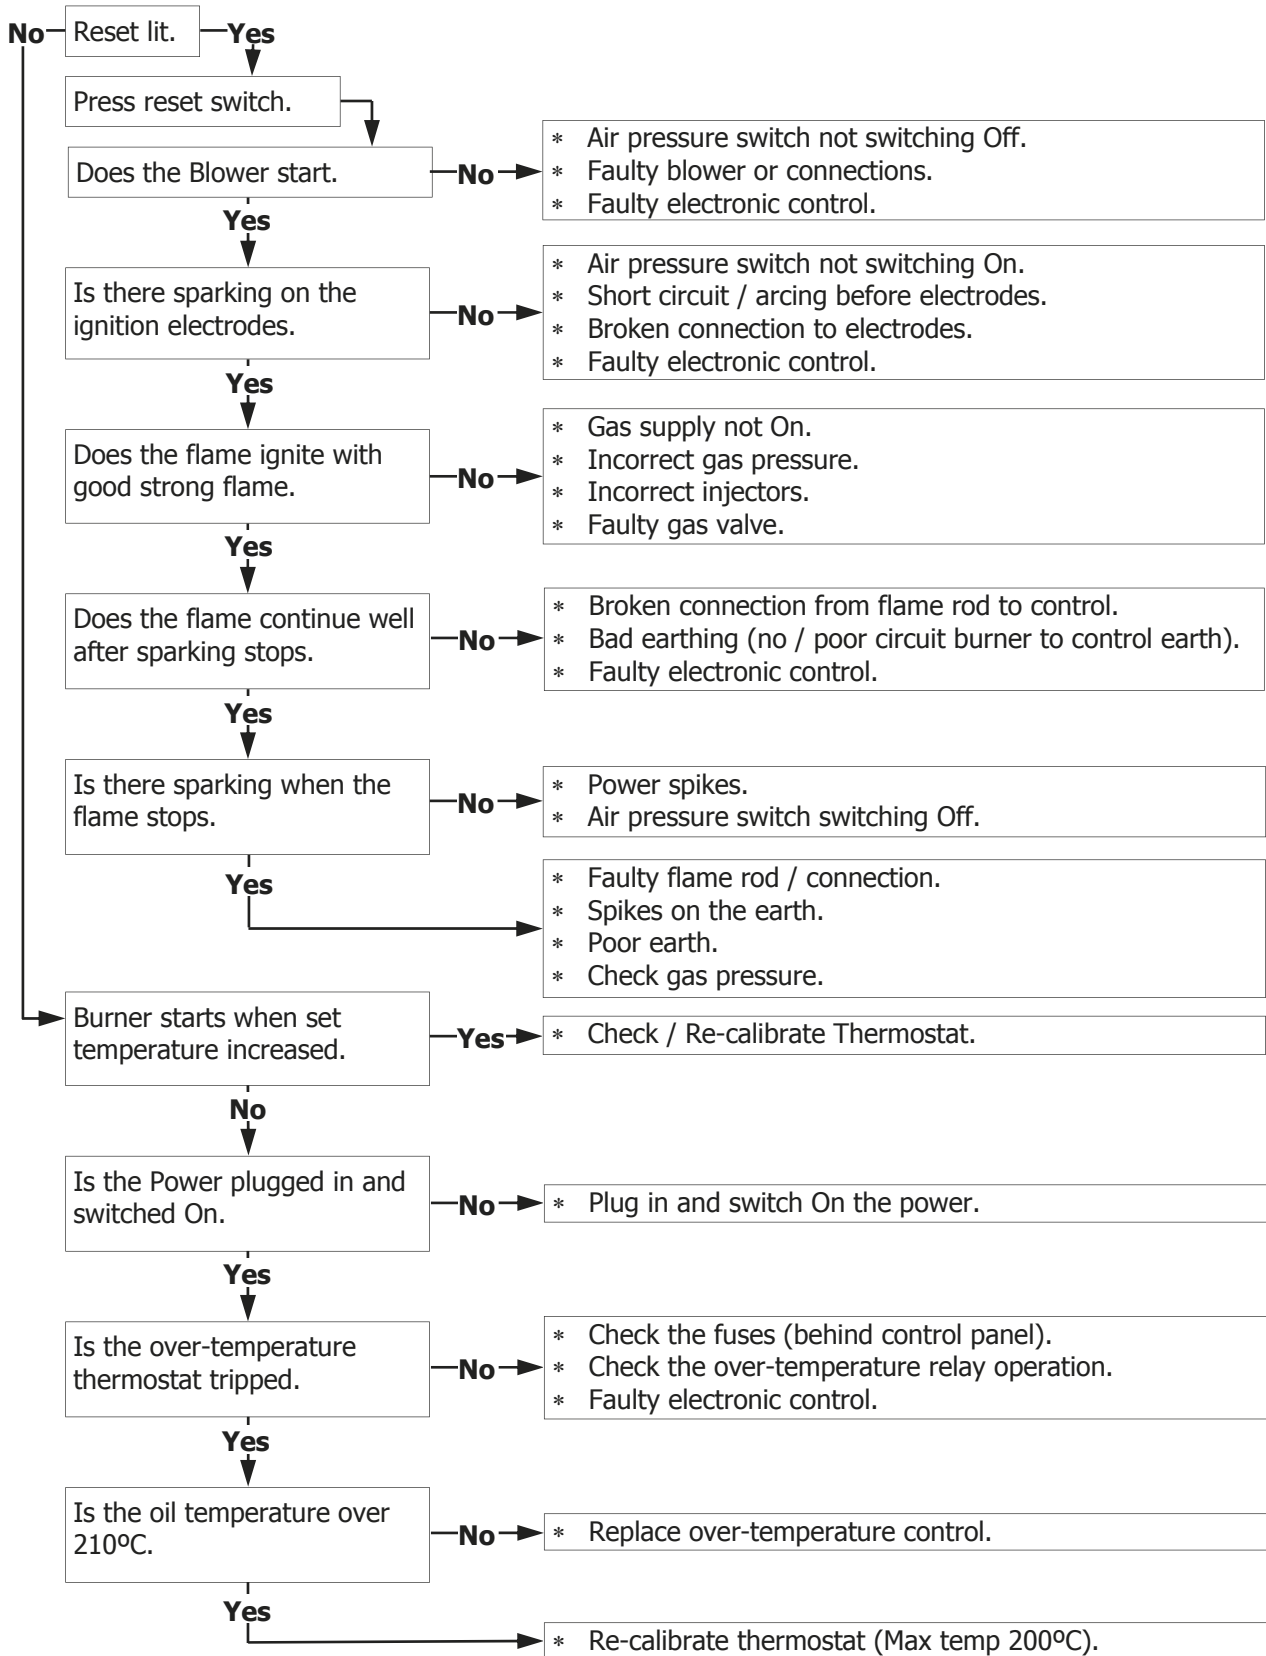 No Reset lit. Yes
Press reset switch.
Does the Blower start.
No
* Air pressure switch not switching Off.
* Faulty blower or connections.
* Faulty electronic control.
Yes
Is there sparking on the
ignition electrodes.
No
* Air pressure switch not switching On.
* Short circuit / arcing before electrodes.
* Broken connection to electrodes.
* Faulty electronic control.
Yes
Does the flame ignite with
good strong flame.
No
* Gas supply not On.
* Incorrect gas pressure.
* Incorrect injectors.
* Faulty gas valve.
Yes
Does the flame continue well
after sparking stops.
No
* Broken connection from flame rod to control.
* Bad earthing (no / poor circuit burner to control earth).
* Faulty electronic control.
Yes
Is there sparking when the
flame stops.
No
* Power spikes.
* Air pressure switch switching Off.
Yes
* Faulty flame rod / connection.
* Spikes on the earth.
* Poor earth.
* Check gas pressure.
Burner starts when set
temperature increased.
Yes
* Check / Re-calibrate Thermostat.
No
Is the Power plugged in and
switched On.
No
* Plug in and switch On the power.
Yes
Is the over-temperature
thermostat tripped.
No
* Check the fuses (behind control panel).
* Check the over-temperature relay operation.
* Faulty electronic control.
Yes
Is the oil temperature over
210ºC.
No
* Replace over-temperature control.
Yes
* Re-calibrate thermostat (Max temp 200ºC).